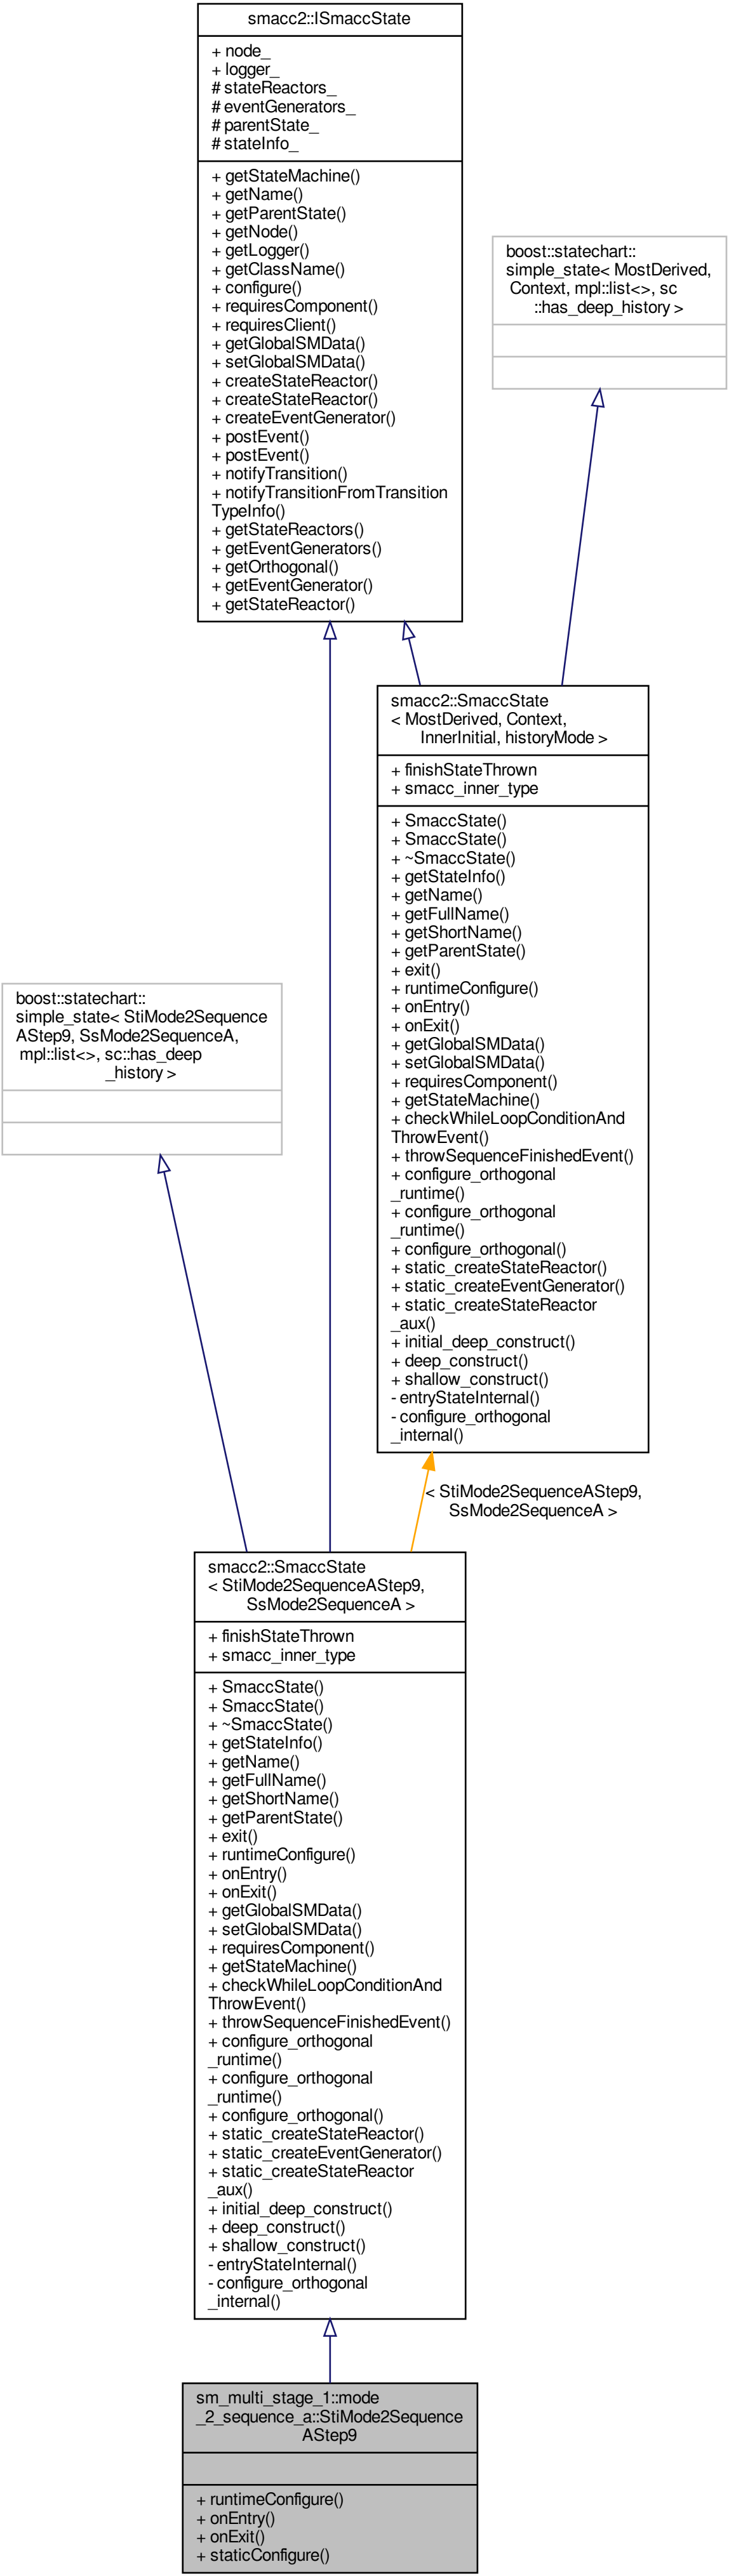 smacc2::ISmaccState
+ node_
+ logger_
# stateReactors_
# eventGenerators_
# parentState_
# stateInfo_
+ getStateMachine()
+ getName()
+ getParentState()
+ getNode()
+ getLogger()
+ getClassName()
+ configure()
+ requiresComponent()
+ requiresClient()
+ getGlobalSMData()
+ setGlobalSMData()
+ createStateReactor()
+ createStateReactor()
+ createEventGenerator()
+ postEvent()
+ postEvent()
+ notifyTransition()
+ notifyTransitionFromTransition
TypeInfo()
+ getStateReactors()
+ getEventGenerators()
+ getOrthogonal()
+ getEventGenerator()
+ getStateReactor()
boost::statechart::
simple_state< MostDerived,
Context, mpl::list<>, sc
::has_deep_history >
smacc2::SmaccState
< MostDerived, Context,
InnerInitial, historyMode >
+ finishStateThrown
+ smacc_inner_type
+ SmaccState()
+ SmaccState()
+ ~SmaccState()
+ getStateInfo()
+ getName()
+ getFullName()
+ getShortName()
+ getParentState()
+ exit()
+ runtimeConfigure()
+ onEntry()
+ onExit()
+ getGlobalSMData()
+ setGlobalSMData()
+ requiresComponent()
+ getStateMachine()
+ checkWhileLoopConditionAnd
ThrowEvent()
+ throwSequenceFinishedEvent()
+ configure_orthogonal
_runtime()
+ configure_orthogonal
_runtime()
+ configure_orthogonal()
+ static_createStateReactor()
+ static_createEventGenerator()
+ static_createStateReactor
_aux()
+ initial_deep_construct()
+ deep_construct()
+ shallow_construct()
- entryStateInternal()
- configure_orthogonal
_internal()
boost::statechart::
simple_state< StiMode2Sequence
AStep9, SsMode2SequenceA,
mpl::list<>, sc::has_deep
_history >
< StiMode2SequenceAStep9,
SsMode2SequenceA >
smacc2::SmaccState
< StiMode2SequenceAStep9,
SsMode2SequenceA >
+ finishStateThrown
+ smacc_inner_type
+ SmaccState()
+ SmaccState()
+ ~SmaccState()
+ getStateInfo()
+ getName()
+ getFullName()
+ getShortName()
+ getParentState()
+ exit()
+ runtimeConfigure()
+ onEntry()
+ onExit()
+ getGlobalSMData()
+ setGlobalSMData()
+ requiresComponent()
+ getStateMachine()
+ checkWhileLoopConditionAnd
ThrowEvent()
+ throwSequenceFinishedEvent()
+ configure_orthogonal
_runtime()
+ configure_orthogonal
_runtime()
+ configure_orthogonal()
+ static_createStateReactor()
+ static_createEventGenerator()
+ static_createStateReactor
_aux()
+ initial_deep_construct()
+ deep_construct()
+ shallow_construct()
- entryStateInternal()
- configure_orthogonal
_internal()
sm_multi_stage_1::mode
_2_sequence_a::StiMode2Sequence
AStep9
+ runtimeConfigure()
+ onEntry()
+ onExit()
+ staticConfigure()